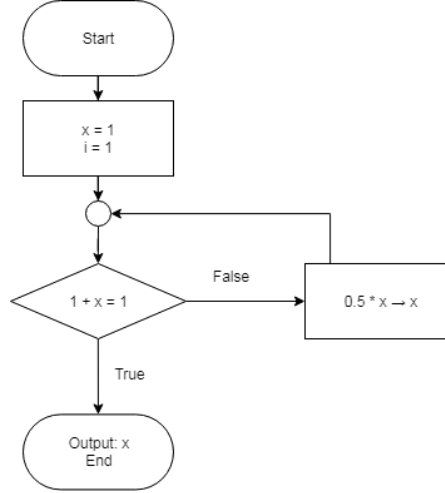 Start
x = 1
i = 1
1 + x = 1
False
0.5 * x → x
True
Output: x
End